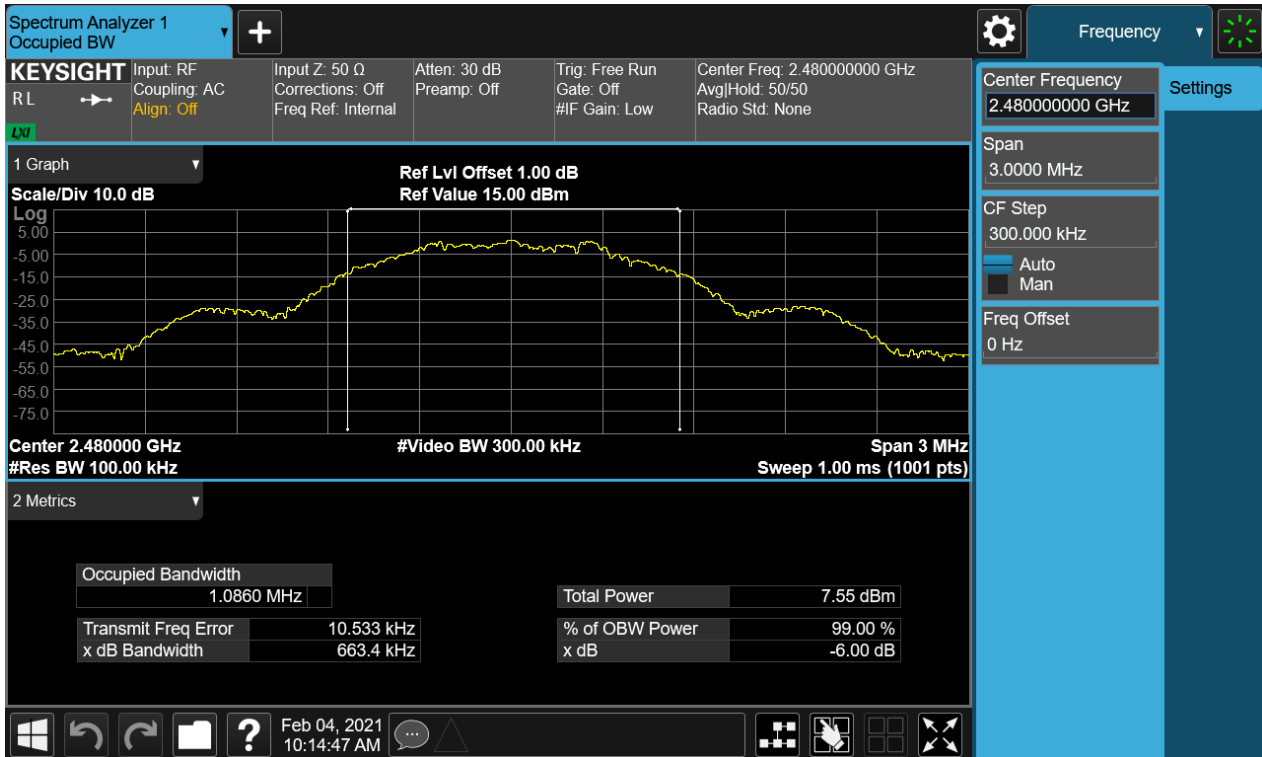 Spectrum Analyzer 1
Occupied BW
+
Frequency
KEYSIGHT
R L
LXI
Input: RF
Coupling: AC
Align: Off
Input Z: 50 Ω
Corrections: Off
Freq Ref: Internal
Atten: 30 dB
Preamp: Off
Trig: Free Run
Gate: Off
#IF Gain: Low
Center Freq: 2.480000000 GHz
Avg|Hold: 50/50
Radio Std: None
Center Frequency
2.480000000 GHz
Settings
Span
3.0000 MHz
CF Step
300.000 kHz
Auto
Man
Freq Offset
0 Hz
1 Graph
Scale/Div 10.0 dB
Ref Lvl Offset 1.00 dB
Ref Value 15.00 dBm
Log
5.00
-5.00
-15.0
-25.0
-35.0
-45.0
-55.0
-65.0
-75.0
Center 2.480000 GHz
#Video BW 300.00 kHz
Span 3 MHz
#Res BW 100.00 kHz
Sweep 1.00 ms (1001 pts)
2 Metrics
Occupied Bandwidth
1.0860 MHz
Total Power 7.55 dBm
Transmit Freq Error 10.533 kHz
% of OBW Power 99.00 %
x dB Bandwidth 663.4 kHz
x dB -6.00 dB
?
Feb 04, 2021
10:14:47 AM